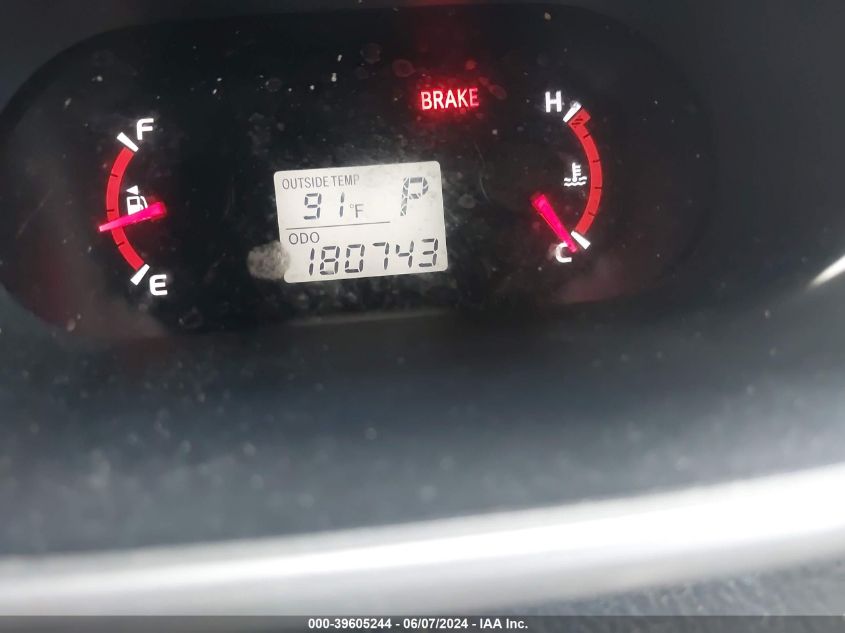 BRAKE
F
H
OUTSIDE TEMP
P
91°F
ODO
180743
E
C
000-39605244 - 06/07/2024 - IAA Inc.